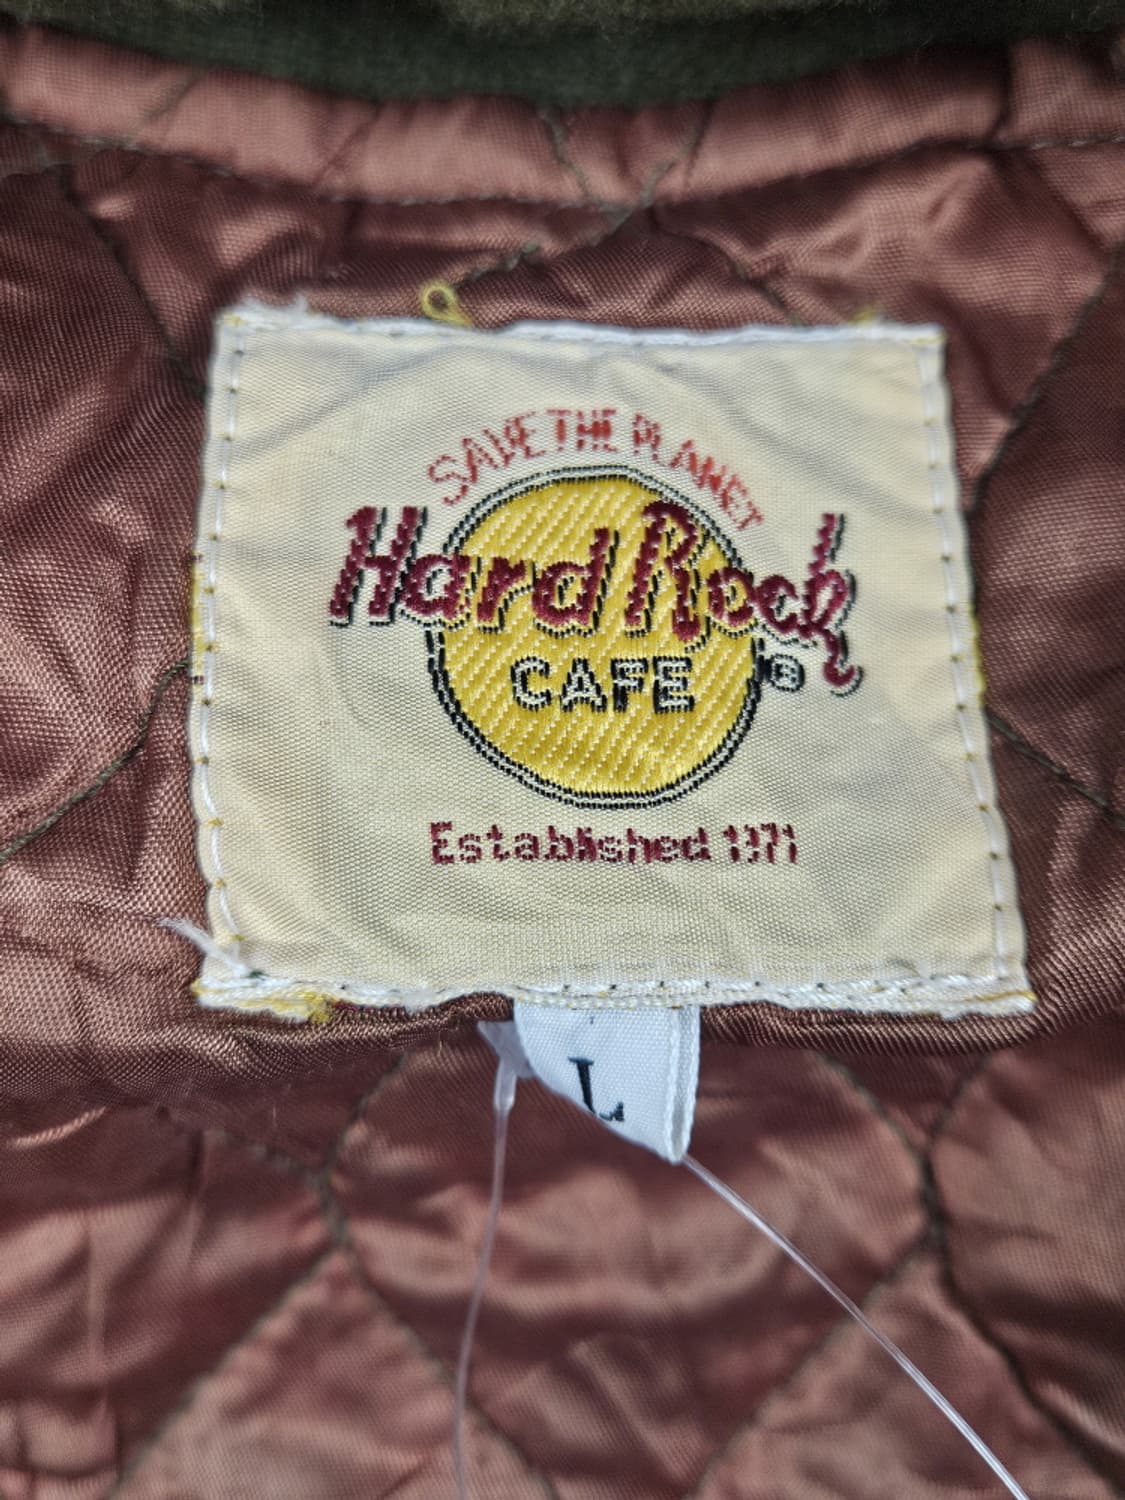 SAVE THE PLANET
Hard Rock
CAFE ®
Established 1971
L